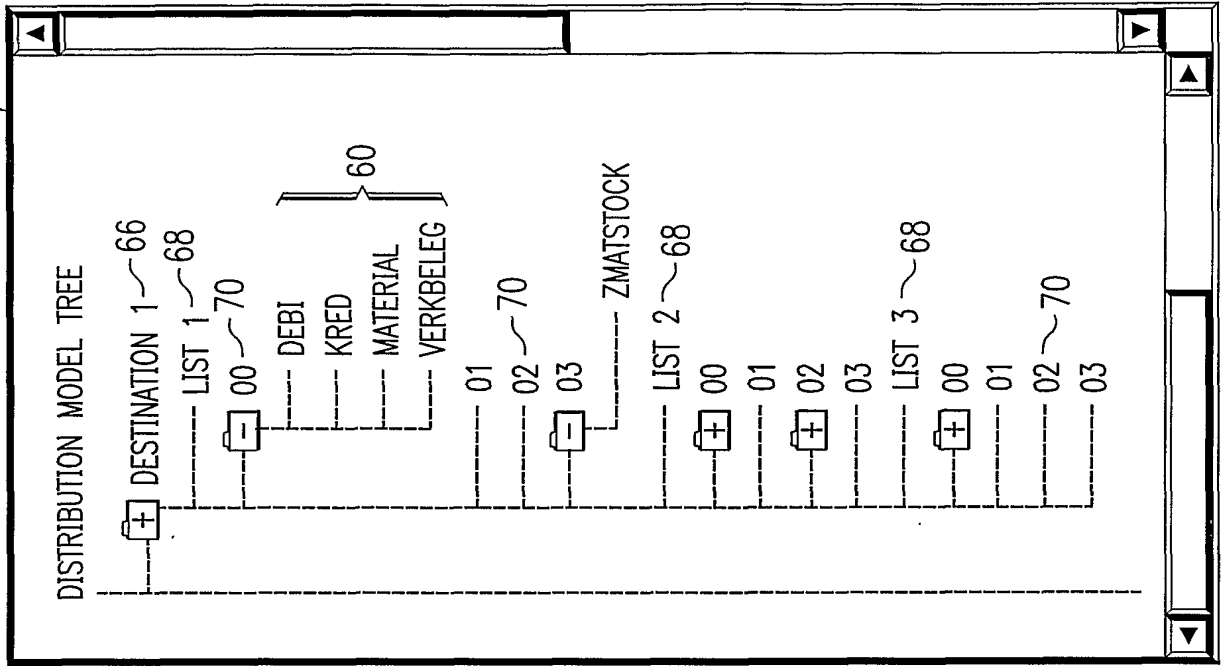 DISTRIBUTION MODEL TREE
+ DESTINATION 1 66
LIST 1 68
- 00 70
DEBI
KRED
MATERIAL
VERKBELEG
60
01
02 70
- 03
ZMATSTOCK
LIST 2 68
+ 00
01
+ 02
03
LIST 3 68
+ 00
01
02 70
03